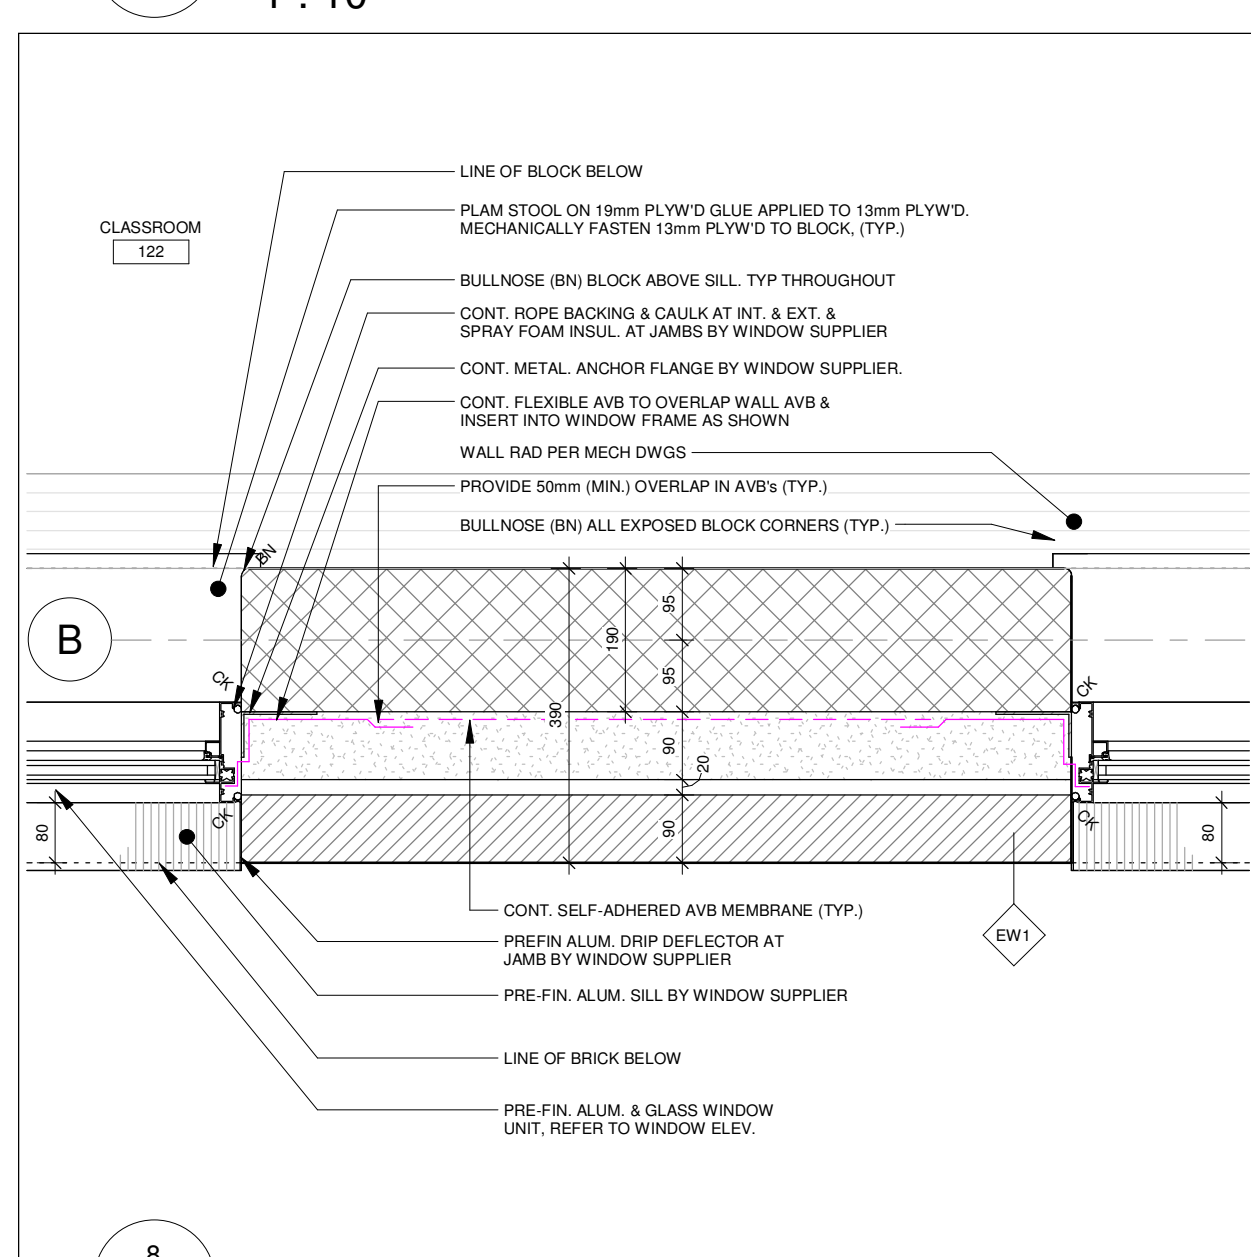 1 : 10
LINE OF BLOCK BELOW
PLAM STOOL ON 19mm PLYW'D GLUE APPLIED TO 13mm PLYW'D.
MECHANICALLY FASTEN 13mm PLYW'D TO BLOCK, (TYP.)
CLASSROOM
122
BULLNOSE (BN) BLOCK ABOVE SILL. TYP THROUGHOUT
CONT. ROPE BACKING & CAULK AT INT. & EXT. &
SPRAY FOAM INSUL. AT JAMBS BY WINDOW SUPPLIER
CONT. METAL. ANCHOR FLANGE BY WINDOW SUPPLIER.
CONT. FLEXIBLE AVB TO OVERLAP WALL AVB &
INSERT INTO WINDOW FRAME AS SHOWN
WALL RAD PER MECH DWGS
PROVIDE 50mm (MIN.) OVERLAP IN AVB's (TYP.)
BULLNOSE (BN) ALL EXPOSED BLOCK CORNERS (TYP.)
BN
95
190
B
95
CK
CK
390
90
20
80
CK
90
CK
80
CONT. SELF-ADHERED AVB MEMBRANE (TYP.)
EW1
PREFIN ALUM. DRIP DEFLECTOR AT
JAMB BY WINDOW SUPPLIER
PRE-FIN. ALUM. SILL BY WINDOW SUPPLIER
LINE OF BRICK BELOW
PRE-FIN. ALUM. & GLASS WINDOW
UNIT, REFER TO WINDOW ELEV.
8